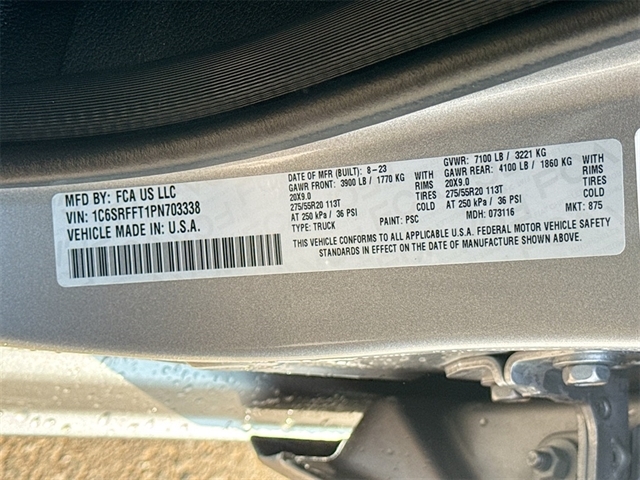 MFD BY: FCA US LLC
VIN: 1C6SRFFT1PN703338
VEHICLE MADE IN: U.S.A.
DATE OF MFR (BUILT): 8-23
GAWR FRONT: 3900 LB / 1770 KG WITH
20X9.0 RIMS
275/55R20 113T TIRES
AT 250 kPa / 36 PSI COLD
TYPE: TRUCK PAINT: PSC
GVWR: 7100 LB / 3221 KG
GAWR REAR: 4100 LB / 1860 KG WITH
20X9.0 RIMS
275/55R20 113T TIRES
AT 250 kPa / 36 PSI COLD
MDH: 073116 MKT: 875
THIS VEHICLE CONFORMS TO ALL APPLICABLE U.S.A. FEDERAL MOTOR VEHICLE SAFETY
STANDARDS IN EFFECT ON THE DATE OF MANUFACTURE SHOWN ABOVE.